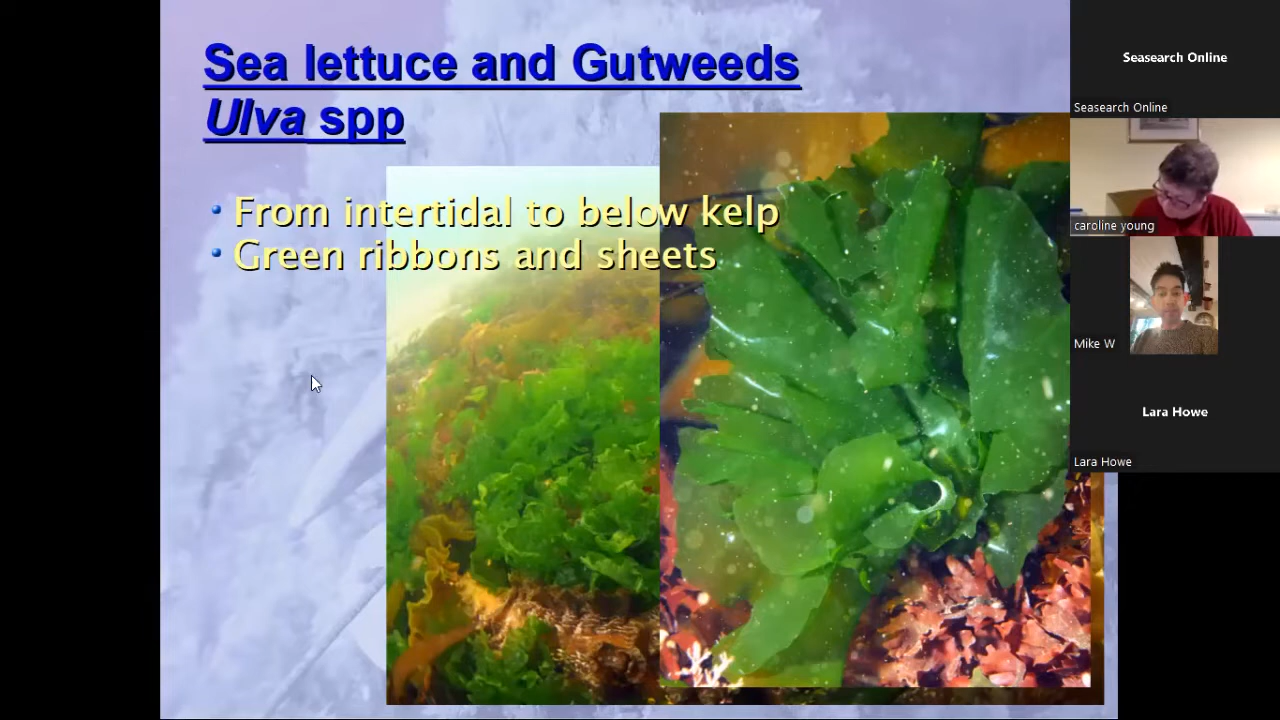 Sea lettuce and Gutweeds
Ulva spp
From intertidal to below kelp
Green ribbons and sheets
Seasearch Online
Seasearch Online
caroline young
Mike W
Lara Howe
Lara Howe